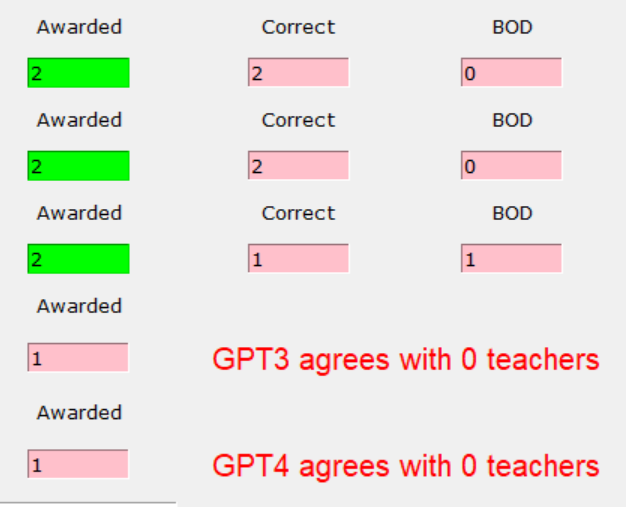 Awarded Correct BOD
2 2 0
Awarded Correct BOD
2 2 0
Awarded Correct BOD
2 1 1
Awarded
1 GPT3 agrees with 0 teachers
Awarded
1 GPT4 agrees with 0 teachers